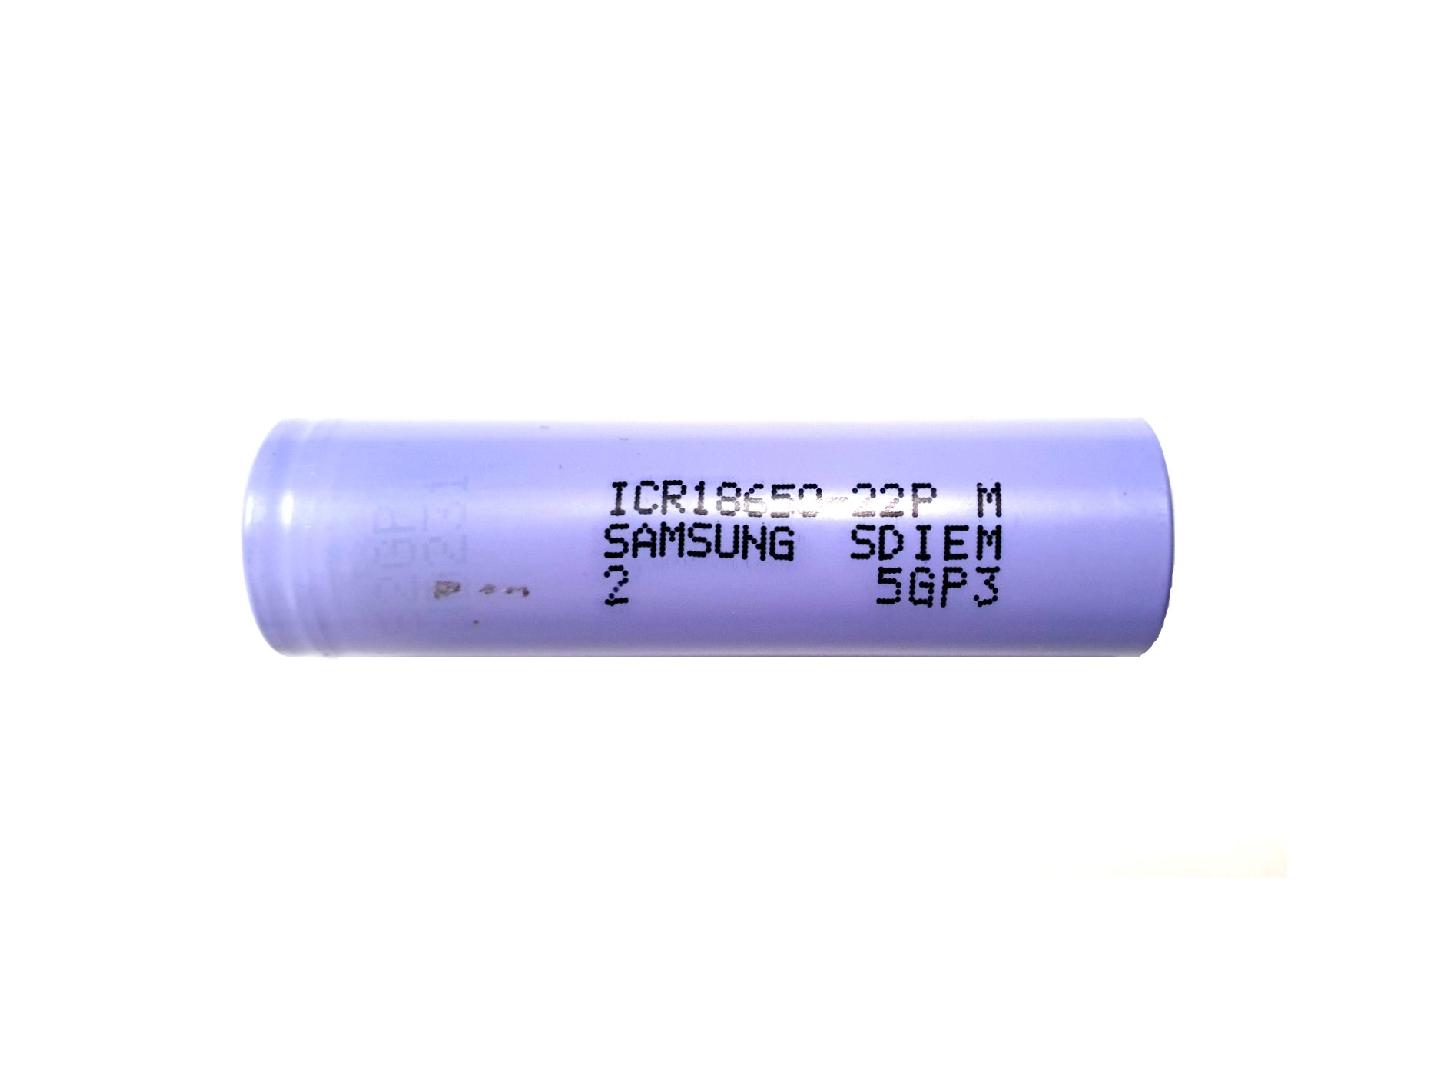 ICR18650-22P M
SAMSUNG SDIEM
2 5GP3